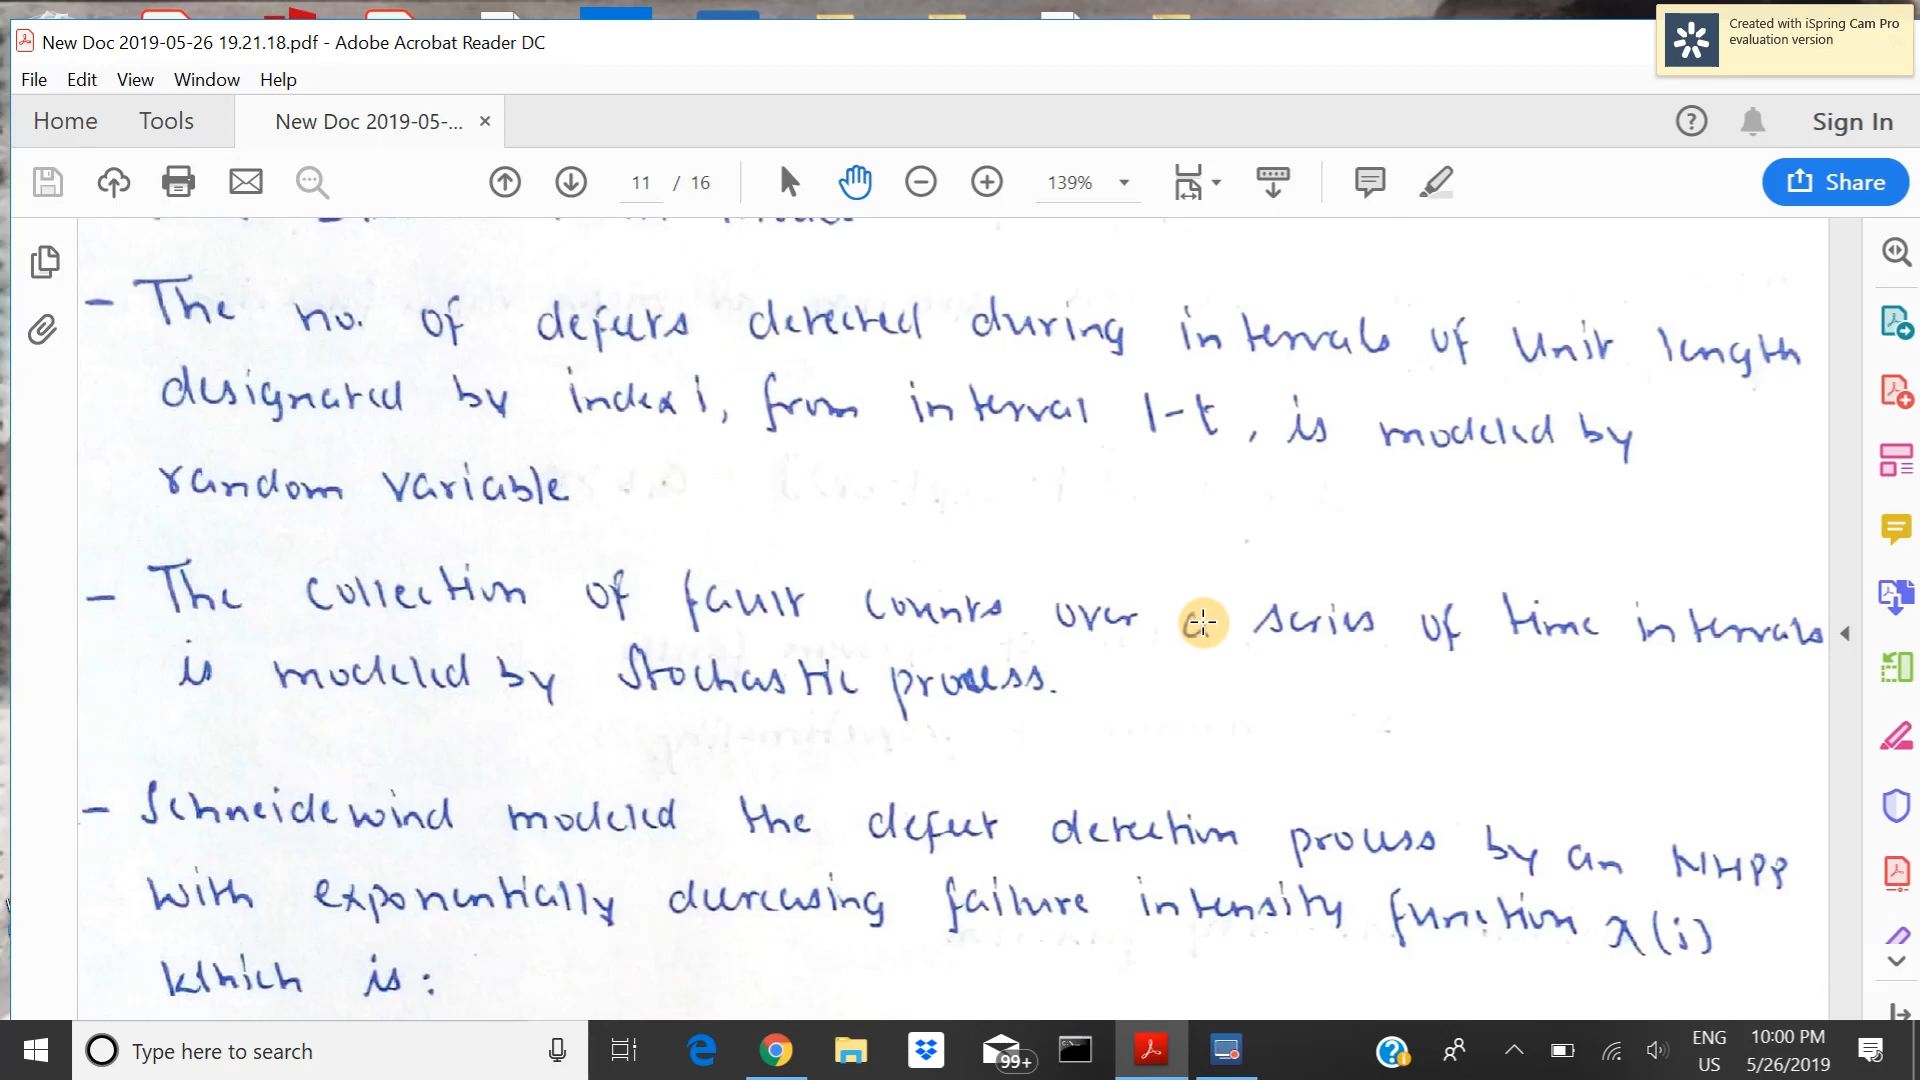 Created with iSpring Cam Pro
evaluation version
New Doc 2019-05-26 19.21.18.pdf - Adobe Acrobat Reader DC
File Edit View Window Help
Home Tools New Doc 2019-05-... × Sign In
11 / 16 139% Share
- The no. of defects detected during intervals of Unit length
designated by index i, from interval 1-t, is modeled by
random variable
- The collection of fault counts over a series of time intervals
is modeled by Stochastic process.
- Schneidewind modeled the defect detection process by an NHPP
with exponentially decreasing failure intensity function λ(i)
Which is:
Type here to search 99+ ENG 10:00 PM
US 5/26/2019